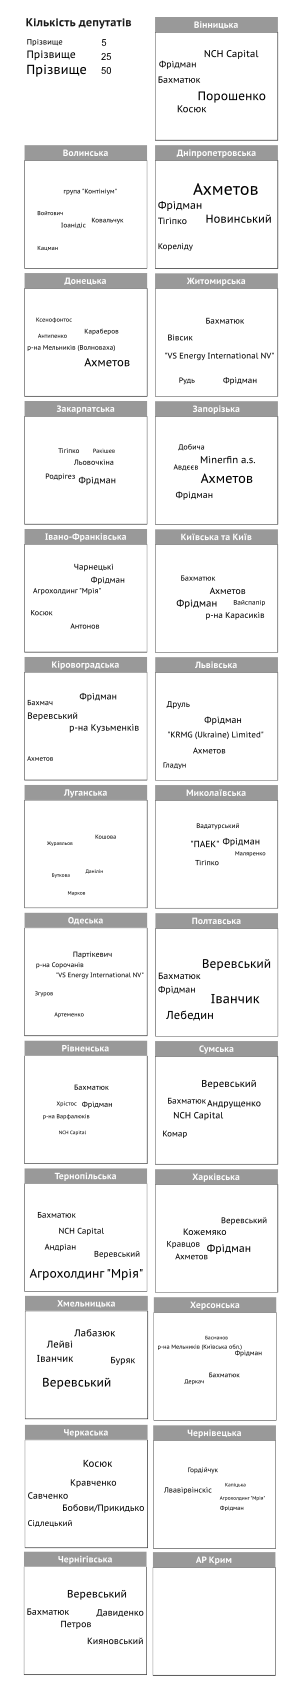 Кількість депутатів
Прізвище 5
Прізвище 25
Прізвище 50
Вінницька
NCH Capital
Фрідман
Бахматюк
Порошенко
Косюк
Волинська
група "Контініум"
Войтович
Іоанідіс
Ковальчук
Кацман
Дніпропетровська
Ахметов
Фрідман
Тігіпко
Новинський
Кореліду
Донецька
Ксенофонтос
Антипенко
Караберов
р-на Мельників (Волноваха)
Ахметов
Житомирська
Бахматюк
Вівсик
"VS Energy International NV"
Рудь
Фрідман
Закарпатська
Тігіпко
Ракішев
Льовочкіна
Родрігез
Фрідман
Запорізька
Добича
Minerfin a.s.
Авдєєв
Ахметов
Фрідман
Івано-Франківська
Чарнецькі
Фрідман
Агрохолдинг "Мрія"
Косюк
Антонов
Київська та Київ
Бахматюк
Ахметов
Фрідман
Вайспапір
р-на Карасиків
Кіровоградська
Фрідман
Бахмач
Веревський
р-на Кузьменків
Ахметов
Львівська
Друль
Фрідман
"KRMG (Ukraine) Limited"
Ахметов
Гладун
Луганська
Кошова
Журавльов
Буткова
Данілін
Марков
Миколаївська
Вадатурський
"ПАЕК"
Фрідман
Маляренко
Тігіпко
Одеська
Партікевич
р-на Сорочанів
"VS Energy International NV"
Згуров
Артеменко
Полтавська
Веревський
Бахматюк
Фрідман
Іванчик
Лебедин
Рівненська
Бахматюк
Хрістос
Фрідман
р-на Варфалюків
NCH Capital
Сумська
Веревський
Бахматюк
Андрущенко
NCH Capital
Комар
Тернопільська
Бахматюк
NCH Capital
Андріан
Веревський
Агрохолдинг "Мрія"
Харківська
Веревський
Кожемяко
Кравцов
Фрідман
Ахметов
Хмельницька
Лабазюк
Лейві
Іванчик
Буряк
Веревський
Херсонська
Басманов
р-на Мельників (Київська обл.)
Фрідман
Бахматюк
Деркач
Черкаська
Косюк
Кравченко
Савченко
Бобови/Прикидько
Сідлецький
Чернівецька
Гордійчук
Капіцька
Лвавірвінскіс
Агрохолдинг "Мрія"
Фрідман
Чернігівська
Веревський
Бахматюк
Давиденко
Петров
Кияновський
АР Крим